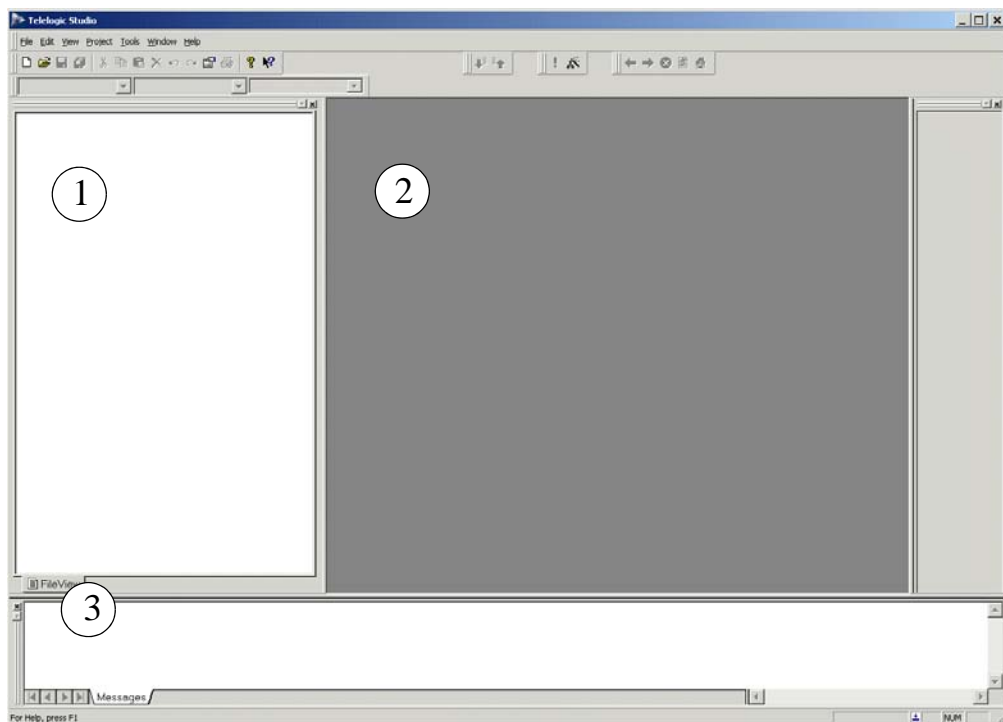 Telelogic Studio
File Edit View Project Tools Window Help
1
2
FileView
3
Messages
For Help, press F1
NUM